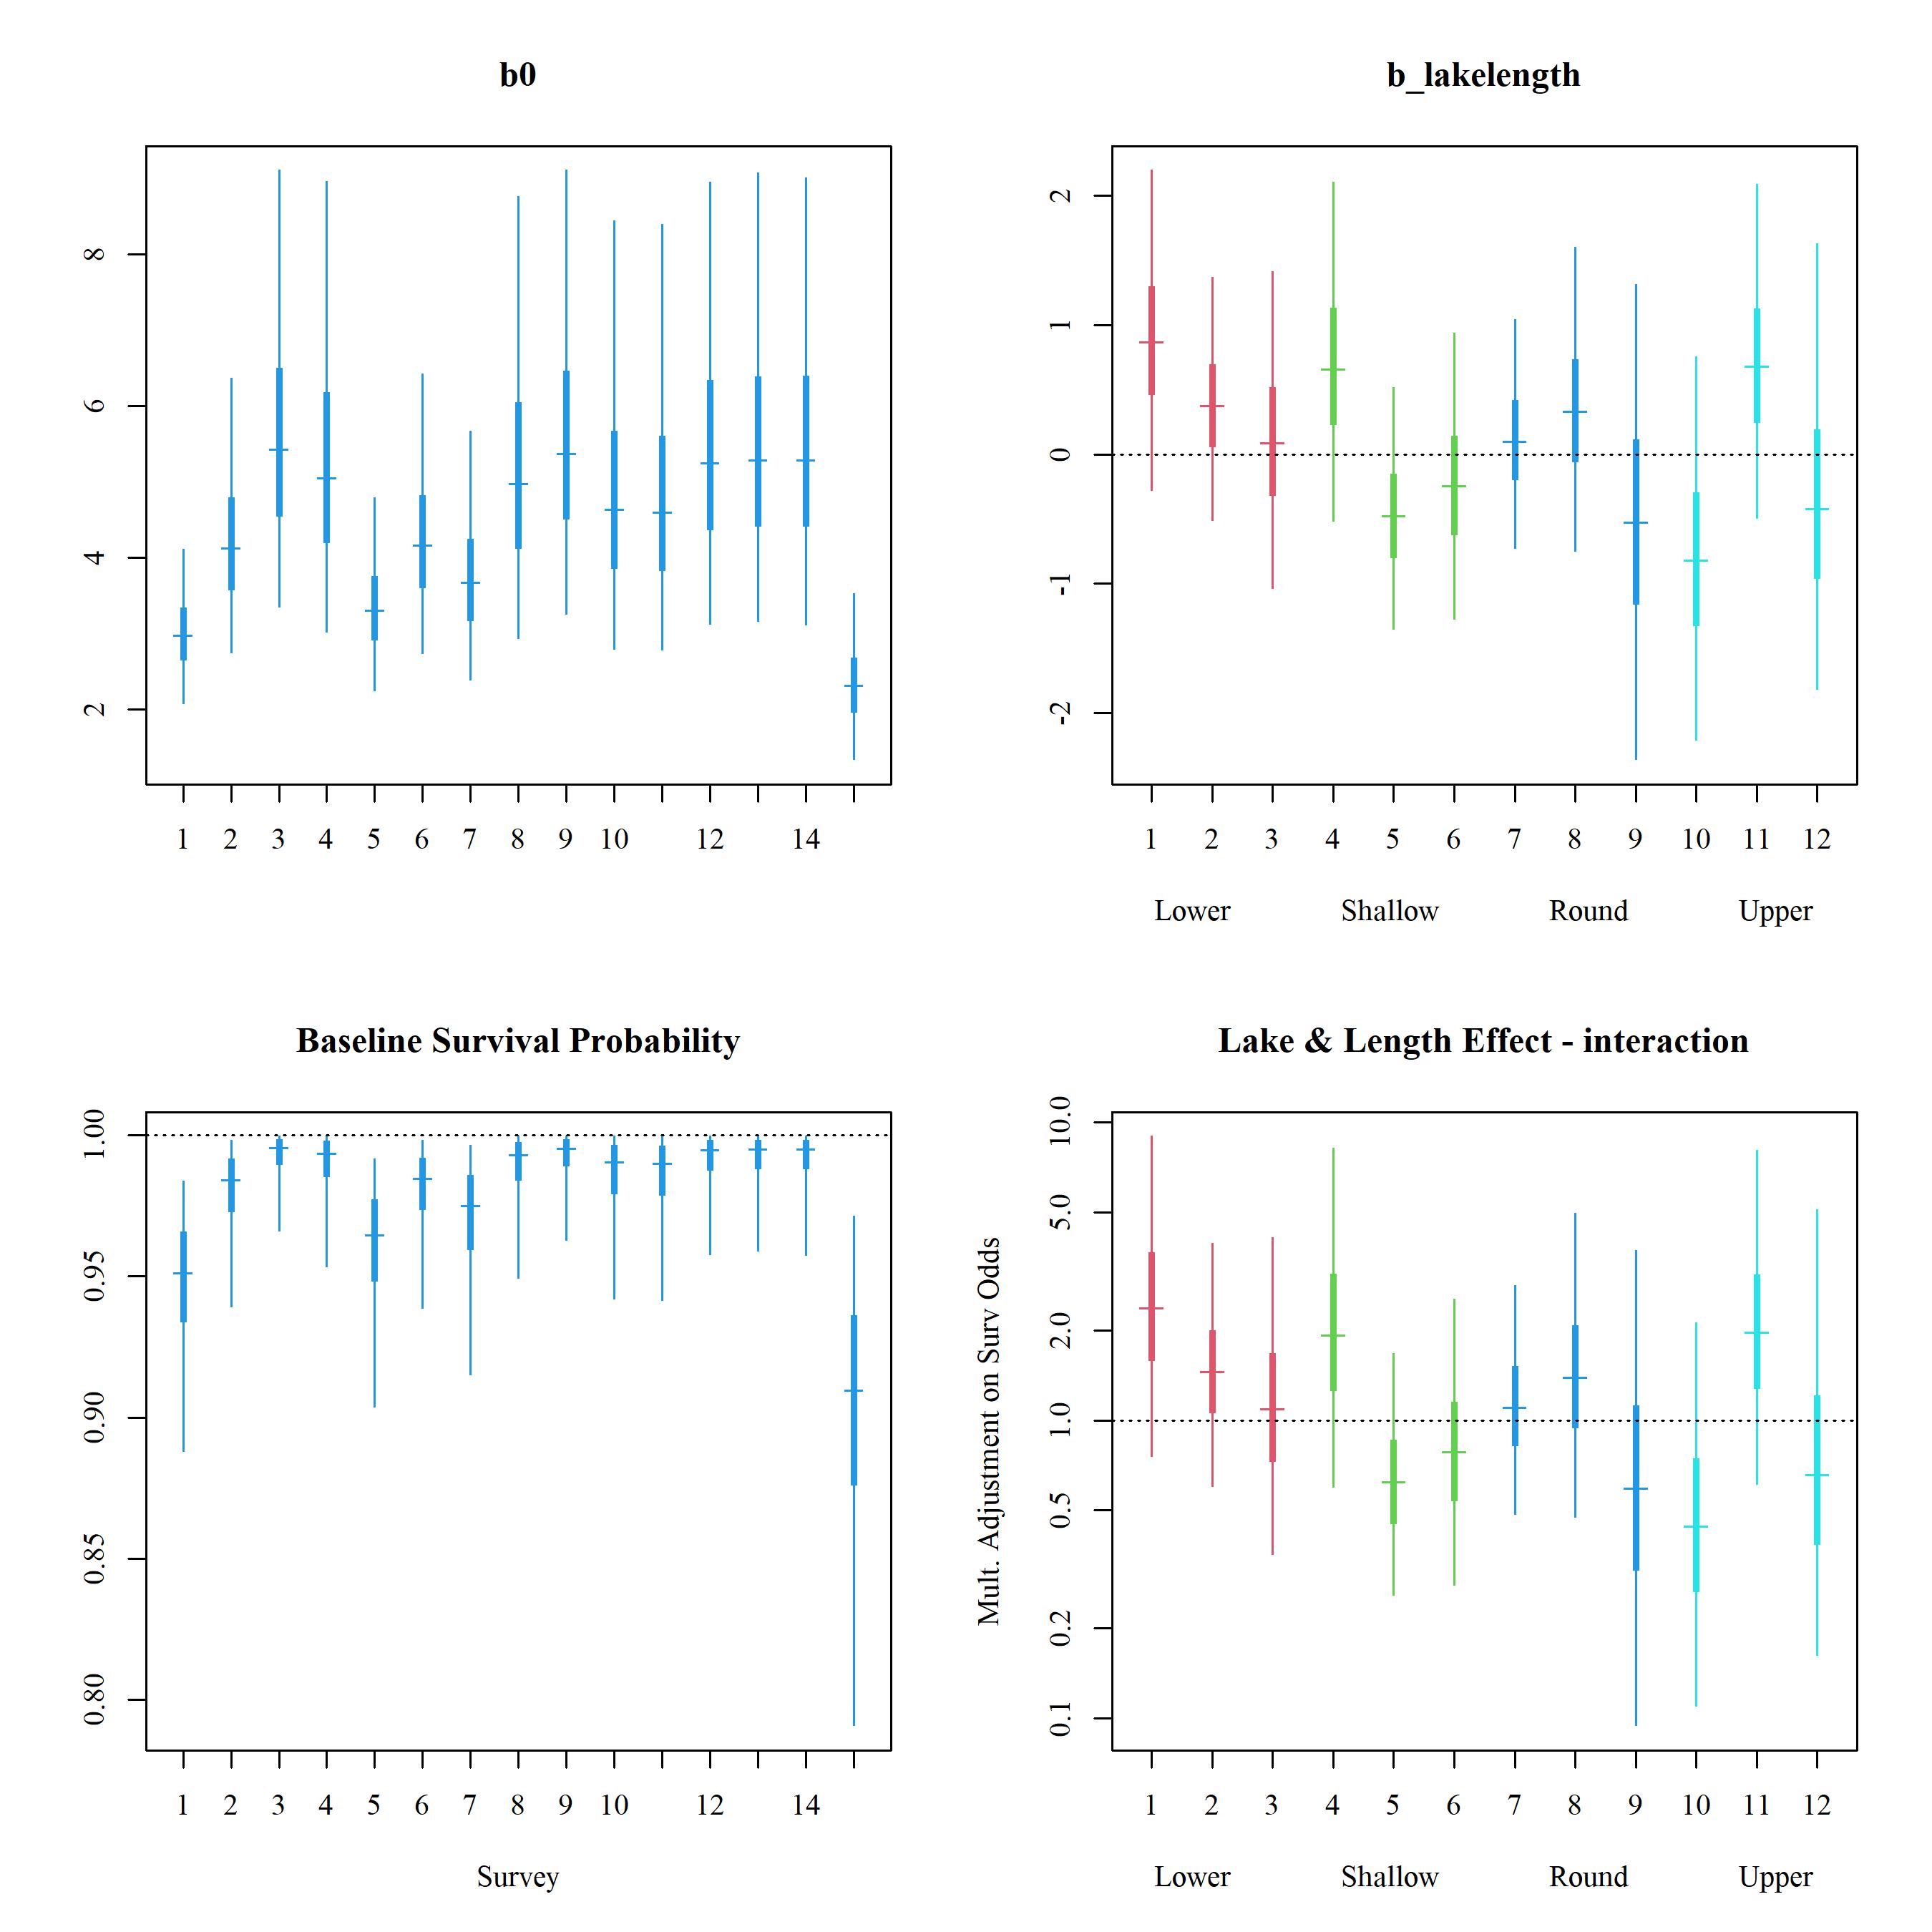 b0
8
6
4
2
1 2 3 4 5 6 7 8 9 10 12 14
b_lakelength
2
1
0
-1
-2
1 2 3 4 5 6 7 8 9 10 11 12
Lower Shallow Round Upper
Baseline Survival Probability
1.00
0.95
0.90
0.85
0.80
1 2 3 4 5 6 7 8 9 10 12 14
Survey
Lake & Length Effect - interaction
Mult. Adjustment on Surv Odds
10.0
5.0
2.0
1.0
0.5
0.2
0.1
1 2 3 4 5 6 7 8 9 10 11 12
Lower Shallow Round Upper